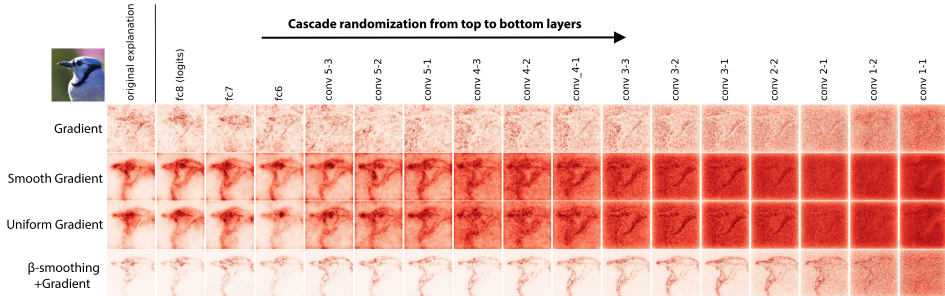 Cascade randomization from top to bottom layers
original explanation
fc8 (logits)
fc7
fc6
conv 5-3
conv 5-2
conv 5-1
conv 4-3
conv 4-2
conv_4-1
conv 3-3
conv 3-2
conv 3-1
conv 2-2
conv 2-1
conv 1-2
conv 1-1
Gradient
Smooth Gradient
Uniform Gradient
β-smoothing
+Gradient